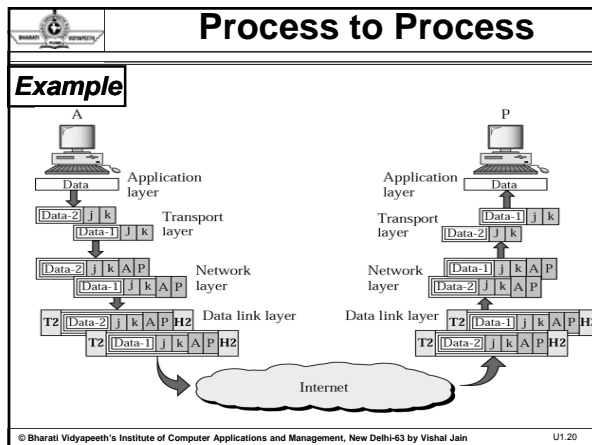 BHARATI VIDYAPEETH
PUNE
Process to Process
Example
A
P
Data
Application
layer
Application
layer
Data
Data-2 j k
Data-1 J k
Transport
layer
Transport
layer
Data-1 j k
Data-2 J k
Data-2 j k A P
Data-1 J k A P
Network
layer
Network
layer
Data-1 j k A P
Data-2 j k A P
T2 Data-2 j k A P H2
T2 Data-1 j k A P H2
Data link layer
Data link layer
T2 Data-1 j k A P H2
T2 Data-2 j k A P H2
Internet
© Bharati Vidyapeeth's Institute of Computer Applications and Management, New Delhi-63 by Vishal Jain
U1.20